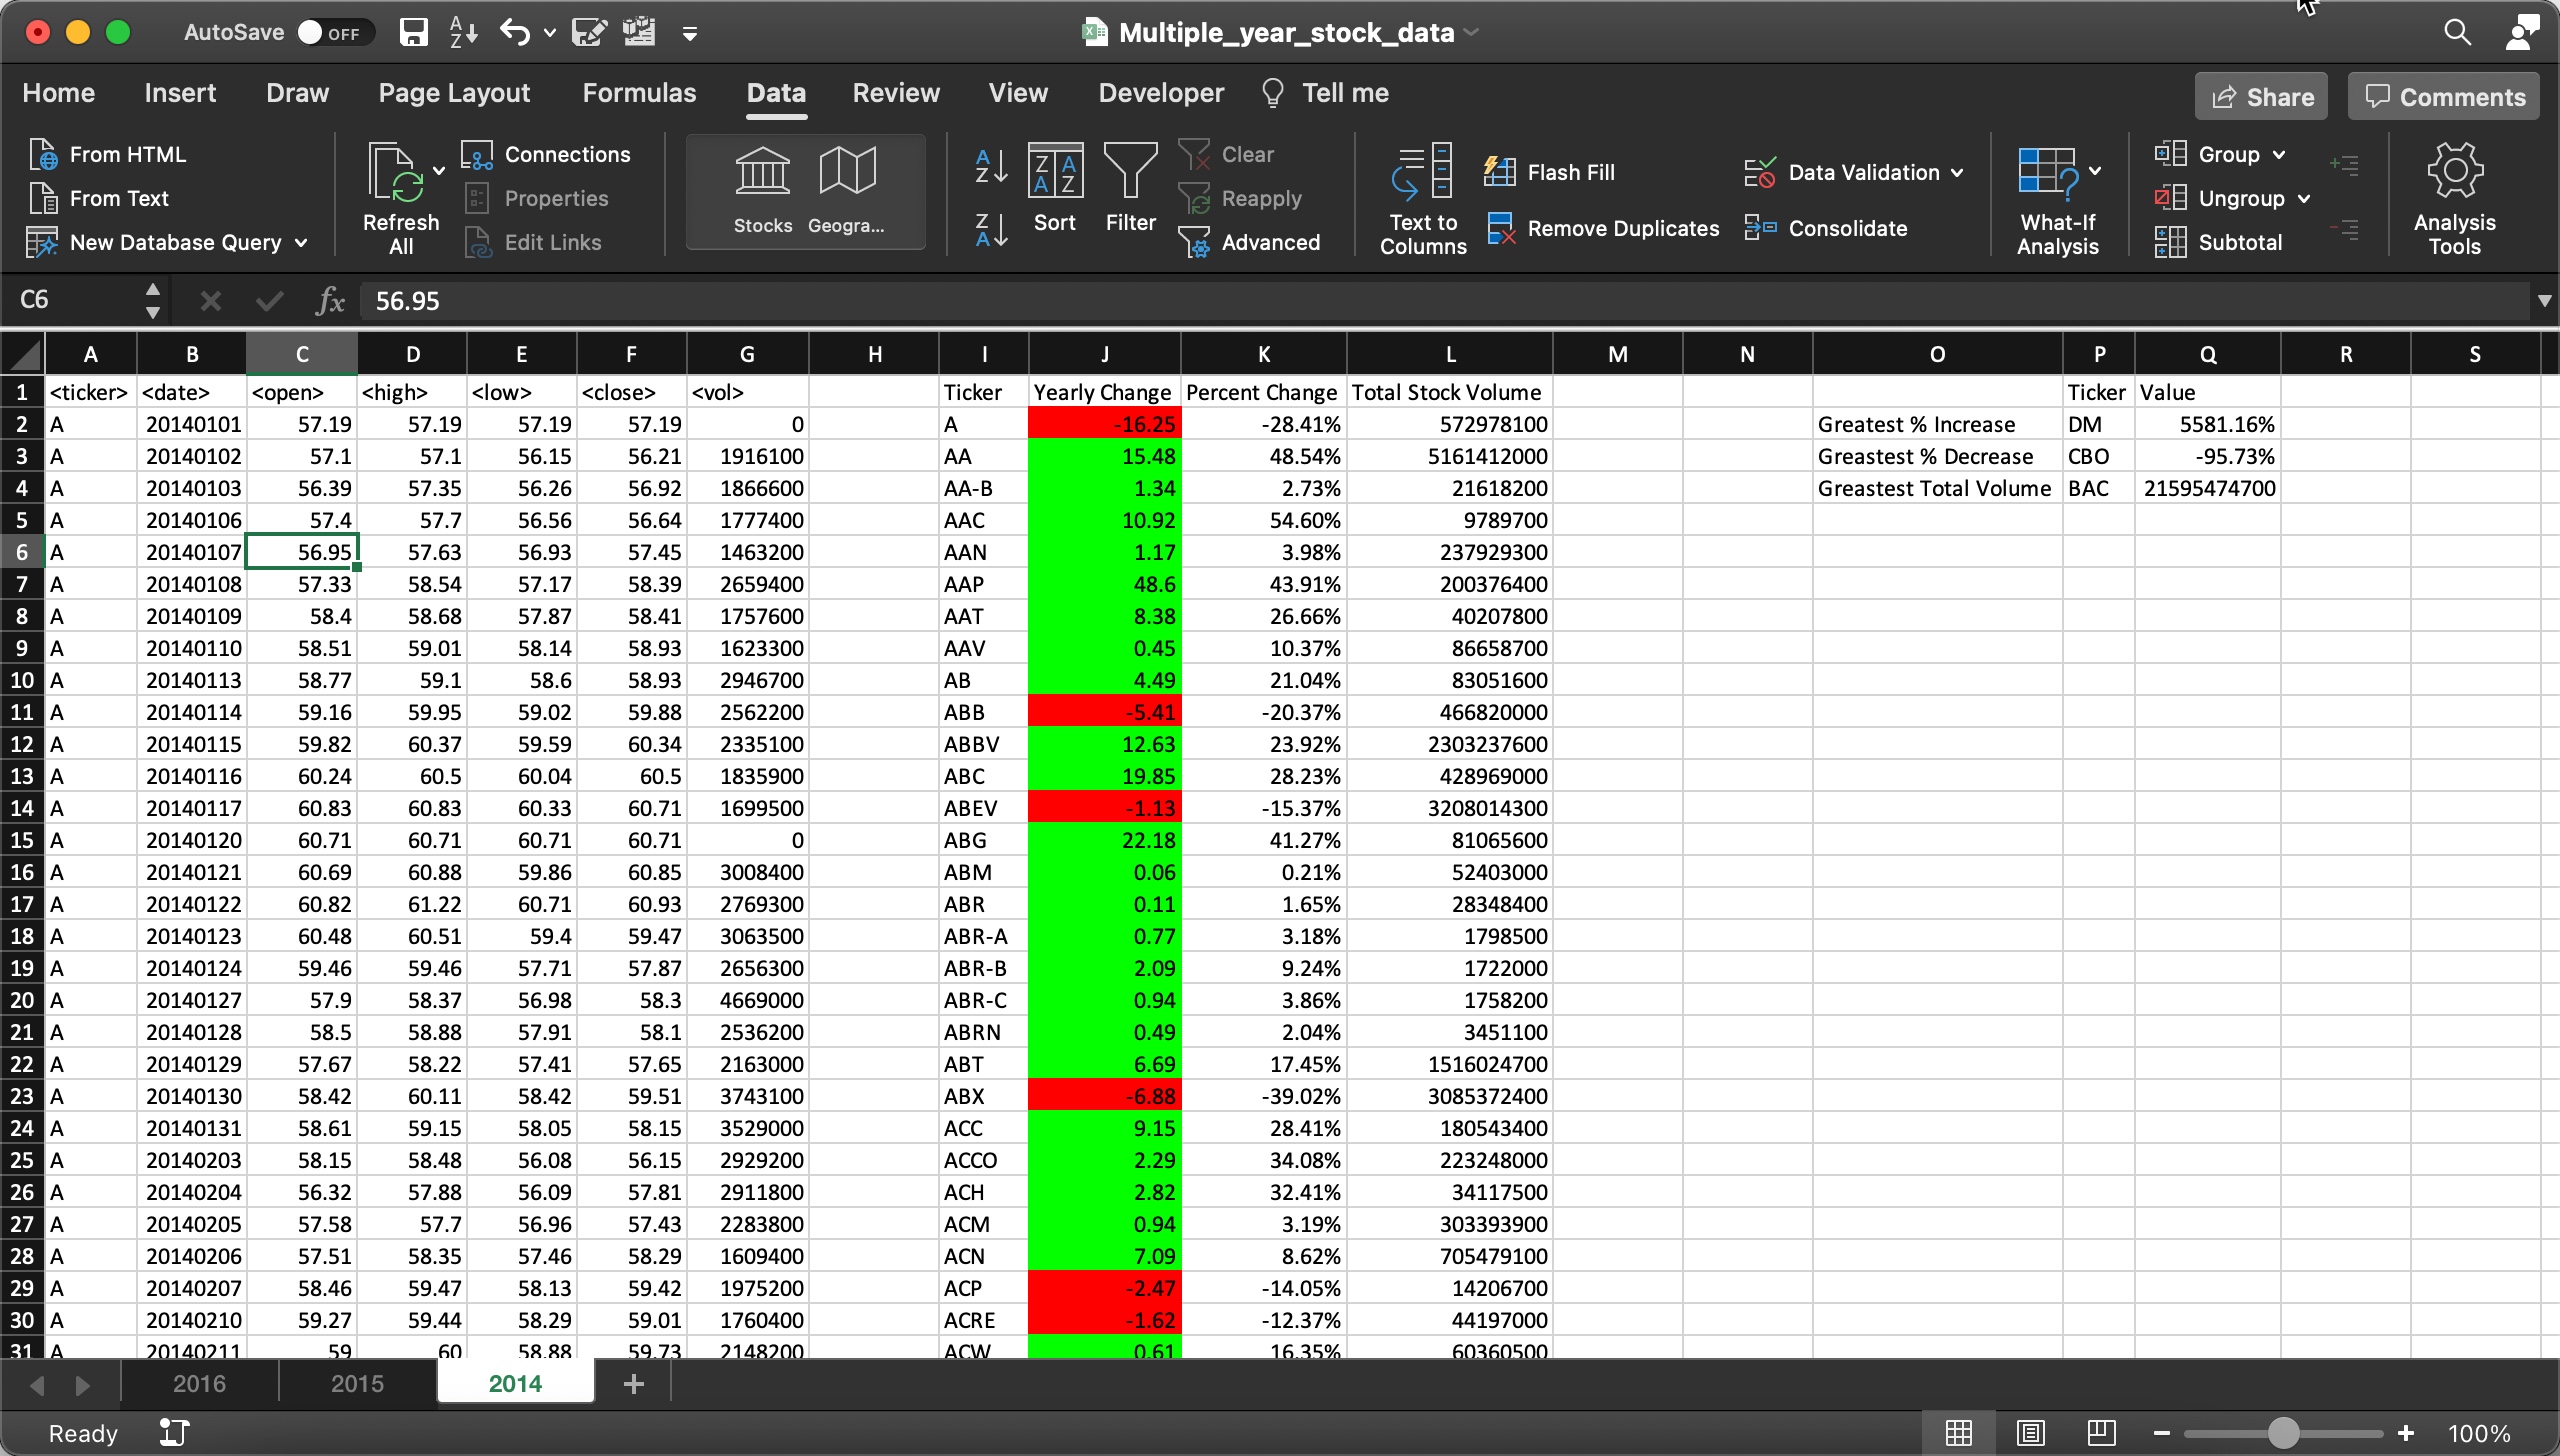 AutoSave OFF Multiple_year_stock_data
Home Insert Draw Page Layout Formulas Data Review View Developer Tell me Share Comments
From HTML
From Text
New Database Query
Refresh All
Connections
Properties
Edit Links
Stocks Geogra...
Sort
Filter
Clear
Reapply
Advanced
Text to Columns
Flash Fill
Remove Duplicates
Data Validation
Consolidate
What-If Analysis
Group
Ungroup
Subtotal
Analysis Tools
C6 fx 56.95
A B C D E F G H I J K L M N O P Q R S
1 <ticker> <date> <open> <high> <low> <close> <vol> Ticker Yearly Change Percent Change Total Stock Volume Ticker Value
2 A 20140101 57.19 57.19 57.19 57.19 0 A -16.25 -28.41% 572978100 Greatest % Increase DM 5581.16%
3 A 20140102 57.1 57.1 56.15 56.21 1916100 AA 15.48 48.54% 5161412000 Greastest % Decrease CBO -95.73%
4 A 20140103 56.39 57.35 56.26 56.92 1866600 AA-B 1.34 2.73% 21618200 Greastest Total Volume BAC 21595474700
5 A 20140106 57.4 57.7 56.56 56.64 1777400 AAC 10.92 54.60% 9789700
6 A 20140107 56.95 57.63 56.93 57.45 1463200 AAN 1.17 3.98% 237929300
7 A 20140108 57.33 58.54 57.17 58.39 2659400 AAP 48.6 43.91% 200376400
8 A 20140109 58.4 58.68 57.87 58.41 1757600 AAT 8.38 26.66% 40207800
9 A 20140110 58.51 59.01 58.14 58.93 1623300 AAV 0.45 10.37% 86658700
10 A 20140113 58.77 59.1 58.6 58.93 2946700 AB 4.49 21.04% 83051600
11 A 20140114 59.16 59.95 59.02 59.88 2562200 ABB -5.41 -20.37% 466820000
12 A 20140115 59.82 60.37 59.59 60.34 2335100 ABBV 12.63 23.92% 2303237600
13 A 20140116 60.24 60.5 60.04 60.5 1835900 ABC 19.85 28.23% 428969000
14 A 20140117 60.83 60.83 60.33 60.71 1699500 ABEV -1.13 -15.37% 3208014300
15 A 20140120 60.71 60.71 60.71 60.71 0 ABG 22.18 41.27% 81065600
16 A 20140121 60.69 60.88 59.86 60.85 3008400 ABM 0.06 0.21% 52403000
17 A 20140122 60.82 61.22 60.71 60.93 2769300 ABR 0.11 1.65% 28348400
18 A 20140123 60.48 60.51 59.4 59.47 3063500 ABR-A 0.77 3.18% 1798500
19 A 20140124 59.46 59.46 57.71 57.87 2656300 ABR-B 2.09 9.24% 1722000
20 A 20140127 57.9 58.37 56.98 58.3 4669000 ABR-C 0.94 3.86% 1758200
21 A 20140128 58.5 58.88 57.91 58.1 2536200 ABRN 0.49 2.04% 3451100
22 A 20140129 57.67 58.22 57.41 57.65 2163000 ABT 6.69 17.45% 1516024700
23 A 20140130 58.42 60.11 58.42 59.51 3743100 ABX -6.88 -39.02% 3085372400
24 A 20140131 58.61 59.15 58.05 58.15 3529000 ACC 9.15 28.41% 180543400
25 A 20140203 58.15 58.48 56.08 56.15 2929200 ACCO 2.29 34.08% 223248000
26 A 20140204 56.32 57.88 56.09 57.81 2911800 ACH 2.82 32.41% 34117500
27 A 20140205 57.58 57.7 56.96 57.43 2283800 ACM 0.94 3.19% 303393900
28 A 20140206 57.51 58.35 57.46 58.29 1609400 ACN 7.09 8.62% 705479100
29 A 20140207 58.46 59.47 58.13 59.42 1975200 ACP -2.47 -14.05% 14206700
30 A 20140210 59.27 59.44 58.29 59.01 1760400 ACRE -1.62 -12.37% 44197000
31 A 20140211 59 60 58.88 59.73 2148200 ACW 0.61 16.35% 60360500
2016 2015 2014
Ready 100%